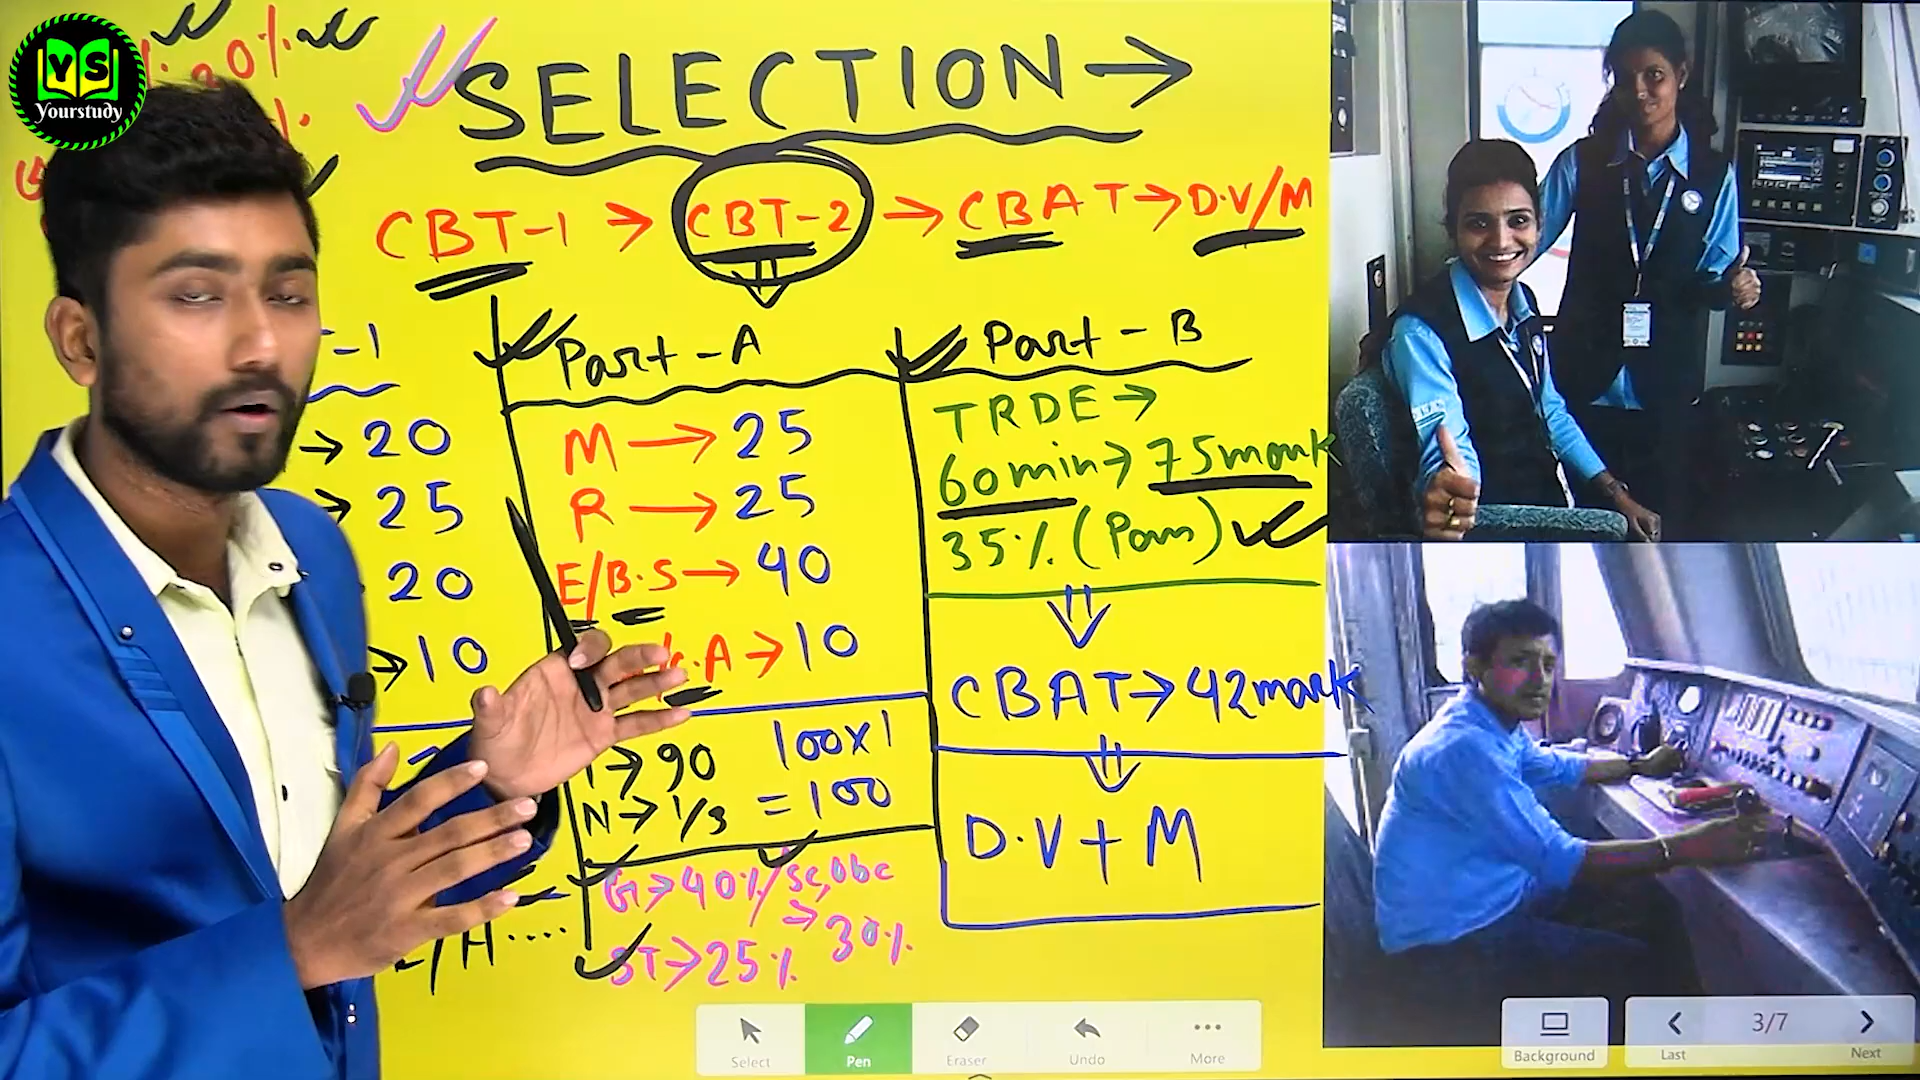 YS
Yourstudy
20%
SELECTION →
CBT-1 → CBT-2 → CBAT → D.V/M
-1
→ 20
→ 25
20
→ 10
Part - A
M → 25
R → 25
E/B.S → 40
.A → 10
→ 90
N → 1/3
100×1
= 100
G → 40% / SC, Obc
→ 30%
ST → 25%
/H....
Part - B
TRDE →
60min → 75mark
35% (Pass)
CBAT → 42mark
D.V + M
Select
Pen
Eraser
Undo
More
Background
3/7
Last
Next